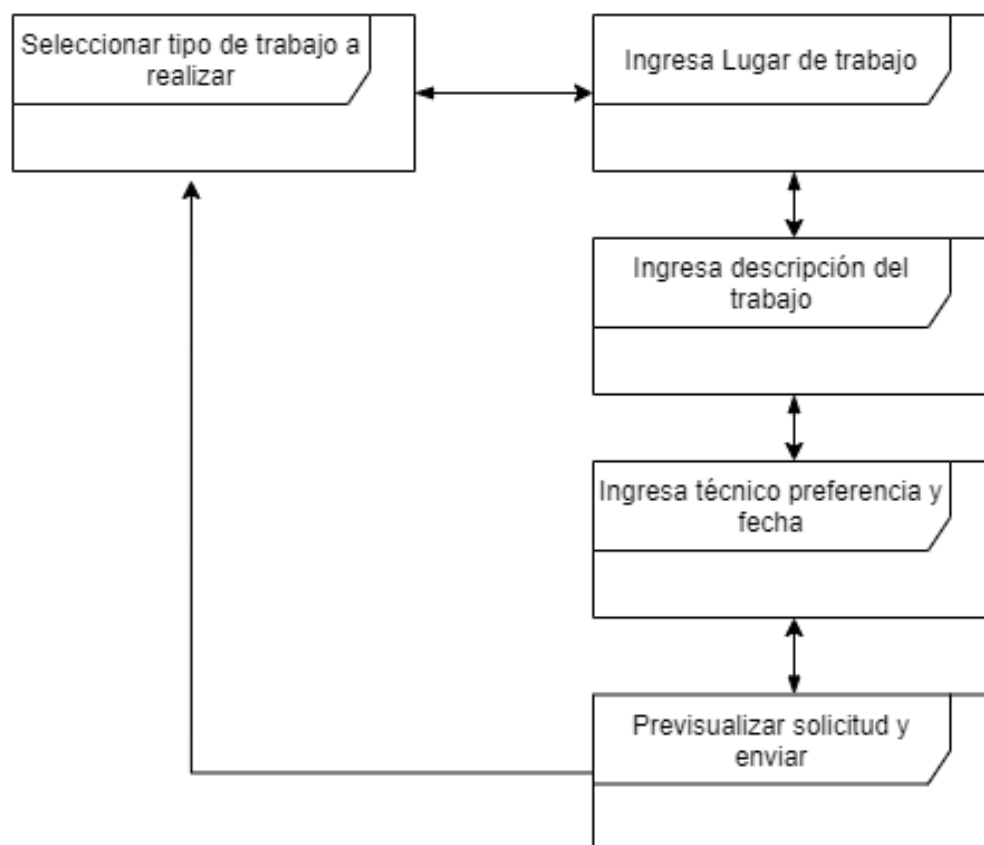 Seleccionar tipo de trabajo a
realizar
Ingresa Lugar de trabajo
Ingresa descripción del
trabajo
Ingresa técnico preferencia y
fecha
Previsualizar solicitud y
enviar